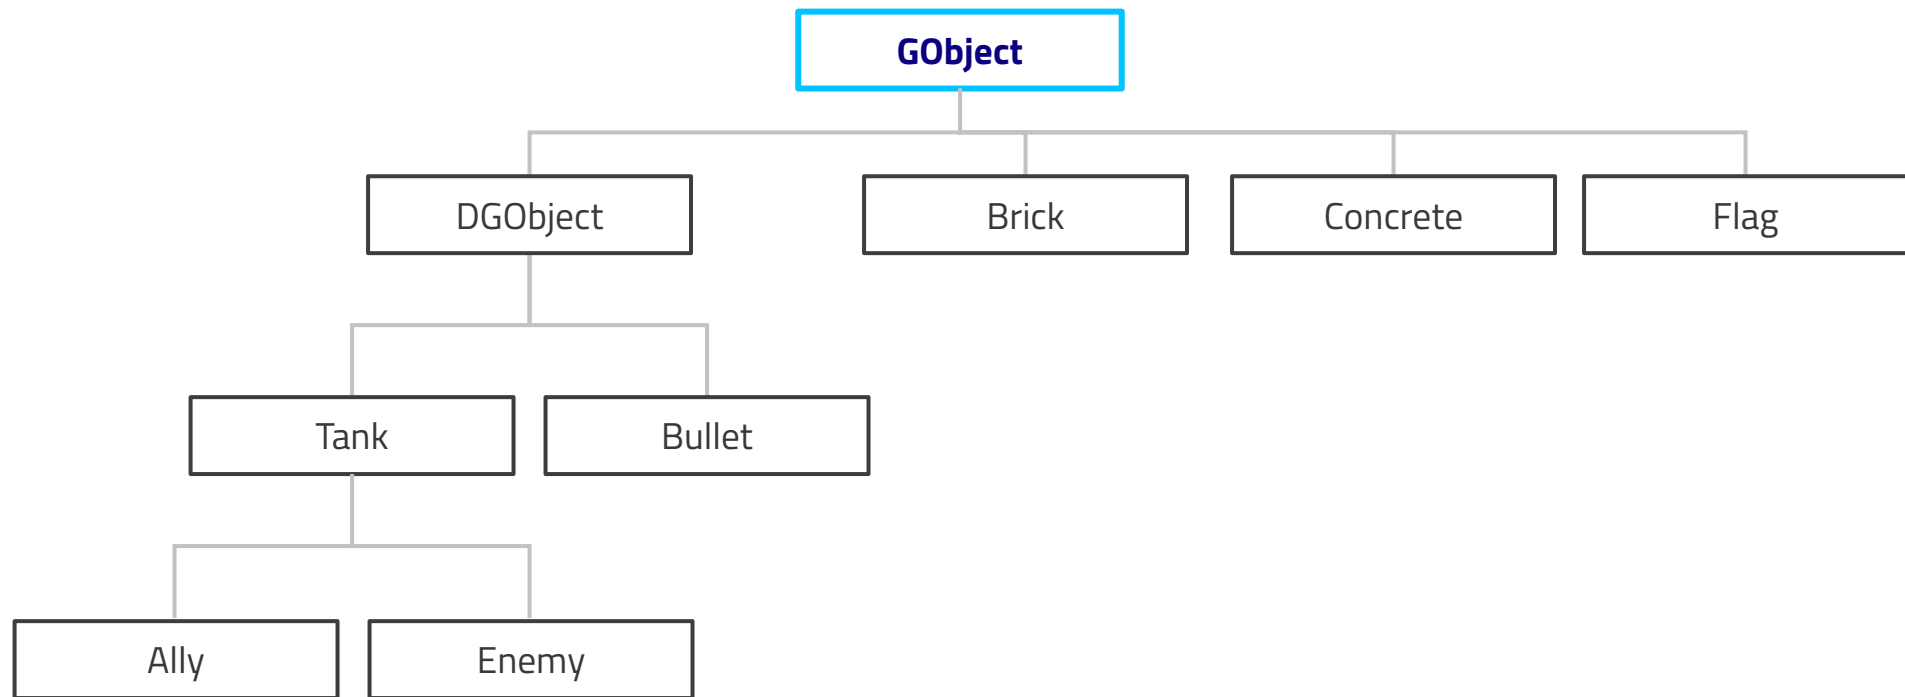 GObject
DGObject
Brick
Concrete
Flag
Tank
Bullet
Ally
Enemy